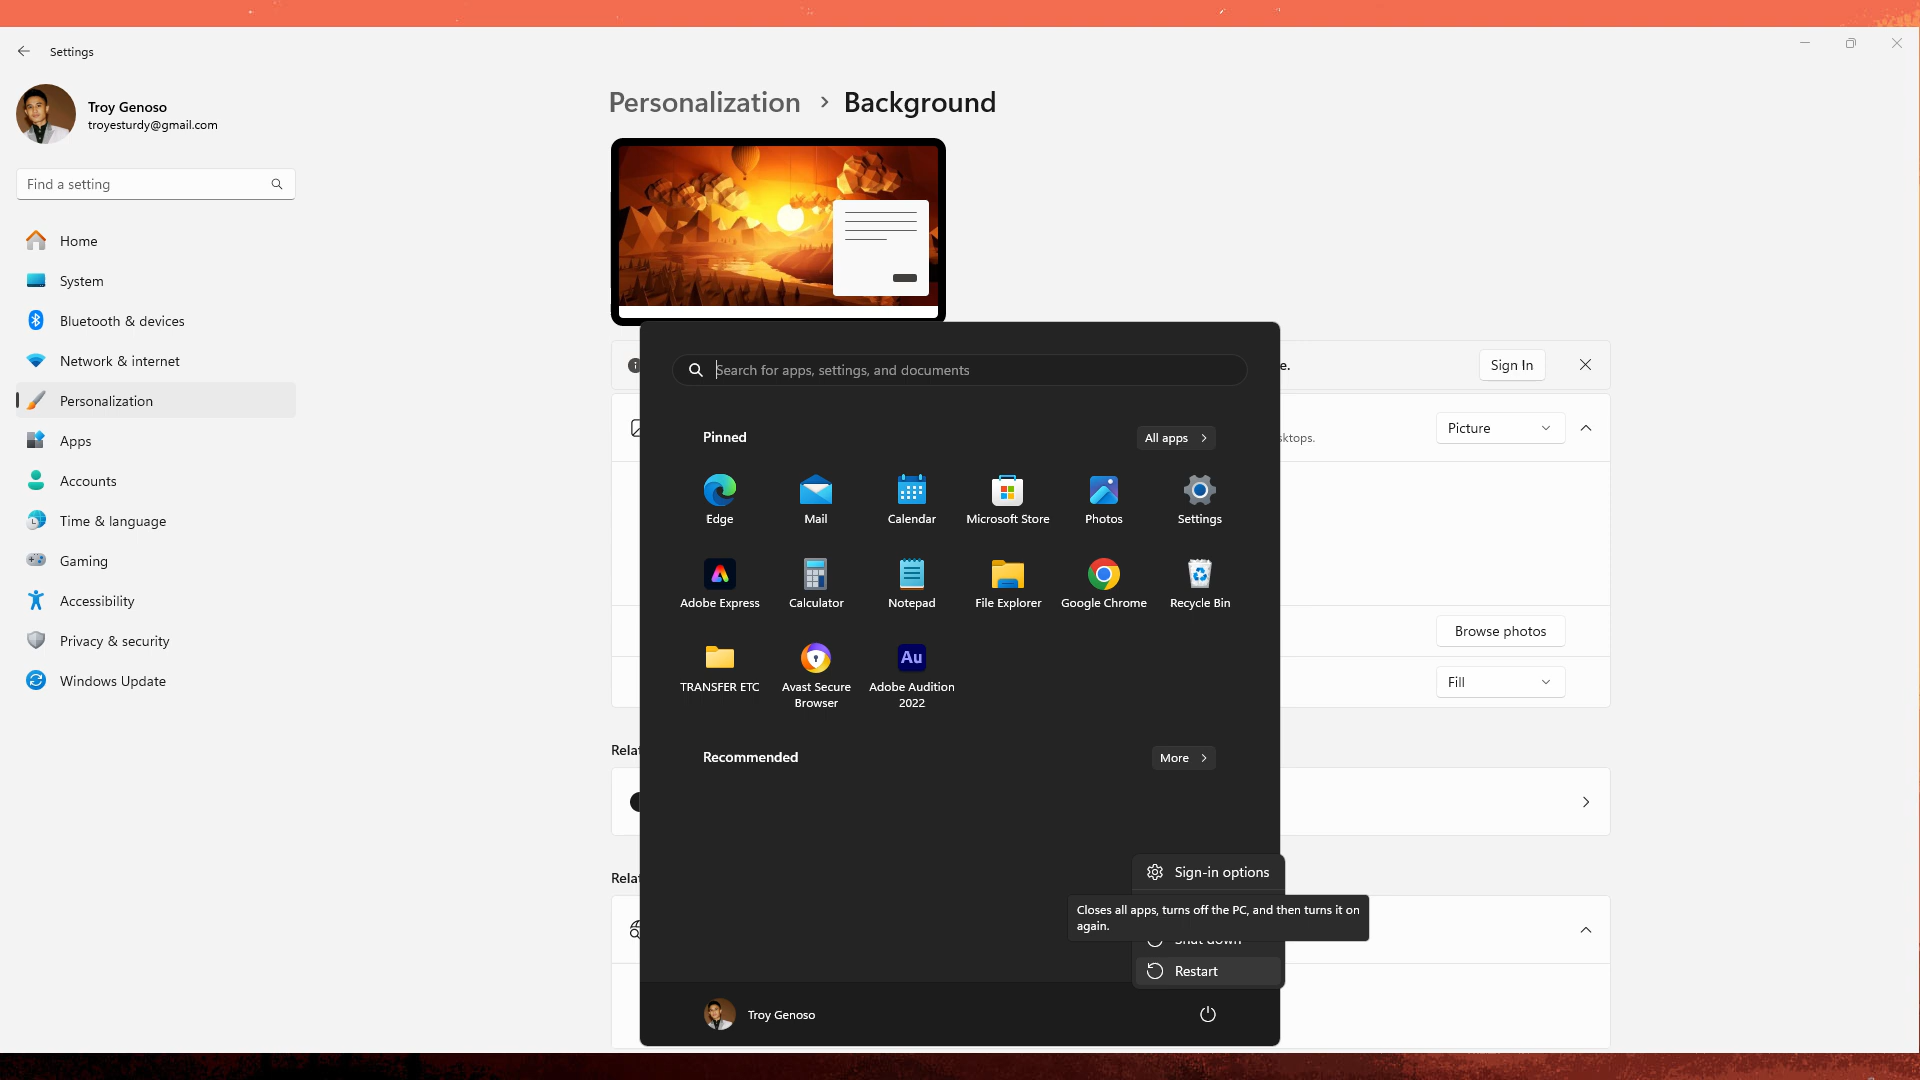 Settings
Troy Genoso
troyesturdy@gmail.com
Find a setting
Home
System
Bluetooth & devices
Network & internet
Personalization
Apps
Accounts
Time & language
Gaming
Accessibility
Privacy & security
Windows Update
Personalization > Background
e.
Sign In
ktops.
Picture
Browse photos
Fill
Rela
Rela
Search for apps, settings, and documents
Pinned
All apps >
Edge
Mail
Calendar
Microsoft Store
Photos
Settings
Adobe Express
Calculator
Notepad
File Explorer
Google Chrome
Recycle Bin
TRANSFER ETC
Avast Secure
Browser
Au
Adobe Audition
2022
Recommended
More >
Sign-in options
Closes all apps, turns off the PC, and then turns it on
again.
Shut down
Restart
Troy Genoso